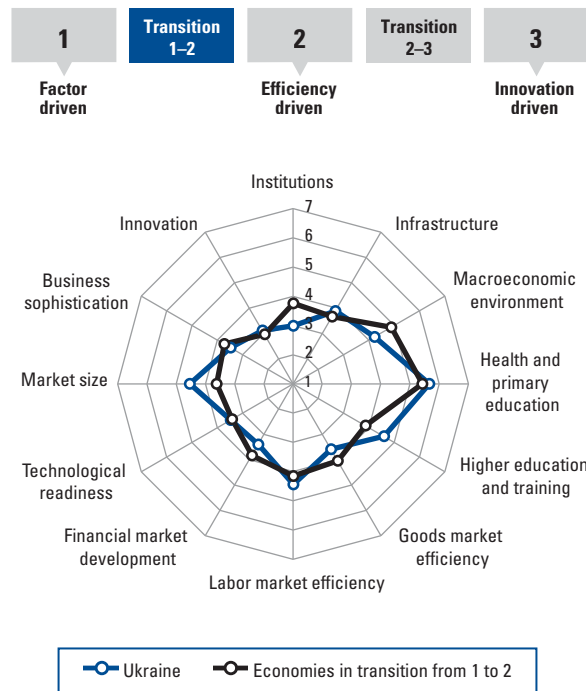 1
Transition
1–2
2
Transition
2–3
3
Factor
driven
Efficiency
driven
Innovation
driven
Institutions
Innovation
7
Infrastructure
6
Business
sophistication
5
Macroeconomic
environment
4
3
2
Market size
1
Health and
primary
education
Technological
readiness
Higher education
and training
Financial market
development
Goods market
efficiency
Labor market efficiency
Ukraine
Economies in transition from 1 to 2